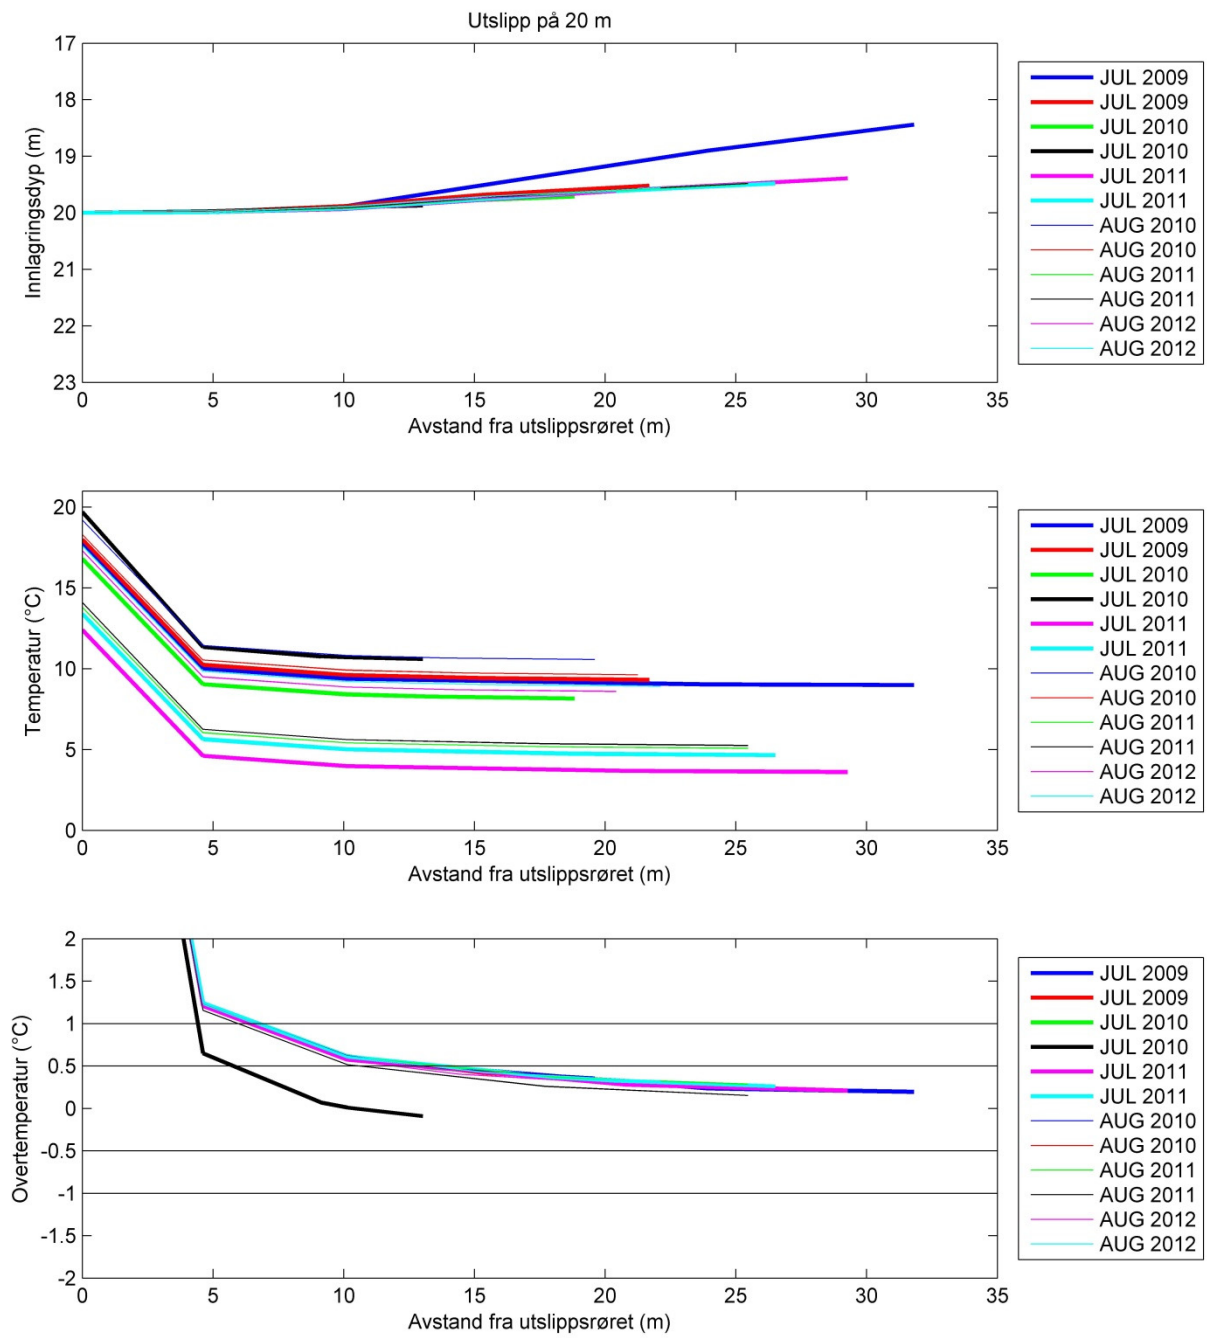 Utslipp på 20 m
17
18
19
20
21
22
23
Innlagringsdyp (m)
0 5 10 15 20 25 30 35
Avstand fra utslippsrøret (m)
JUL 2009
JUL 2009
JUL 2010
JUL 2010
JUL 2011
JUL 2011
AUG 2010
AUG 2010
AUG 2011
AUG 2011
AUG 2012
AUG 2012
20
15
10
5
0
Temperatur (°C)
0 5 10 15 20 25 30 35
Avstand fra utslippsrøret (m)
JUL 2009
JUL 2009
JUL 2010
JUL 2010
JUL 2011
JUL 2011
AUG 2010
AUG 2010
AUG 2011
AUG 2011
AUG 2012
AUG 2012
2
1.5
1
0.5
0
-0.5
-1
-1.5
-2
Overtemperatur (°C)
0 5 10 15 20 25 30 35
Avstand fra utslippsrøret (m)
JUL 2009
JUL 2009
JUL 2010
JUL 2010
JUL 2011
JUL 2011
AUG 2010
AUG 2010
AUG 2011
AUG 2011
AUG 2012
AUG 2012